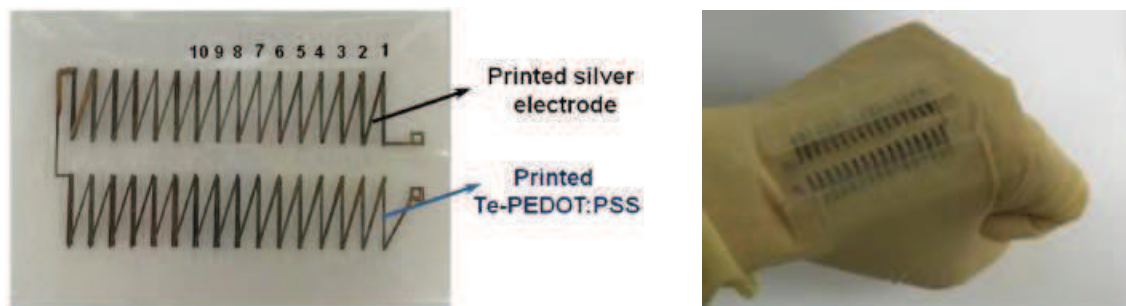 10 9 8 7 6 5 4 3 2 1
Printed silver
electrode
Printed
Te-PEDOT:PSS